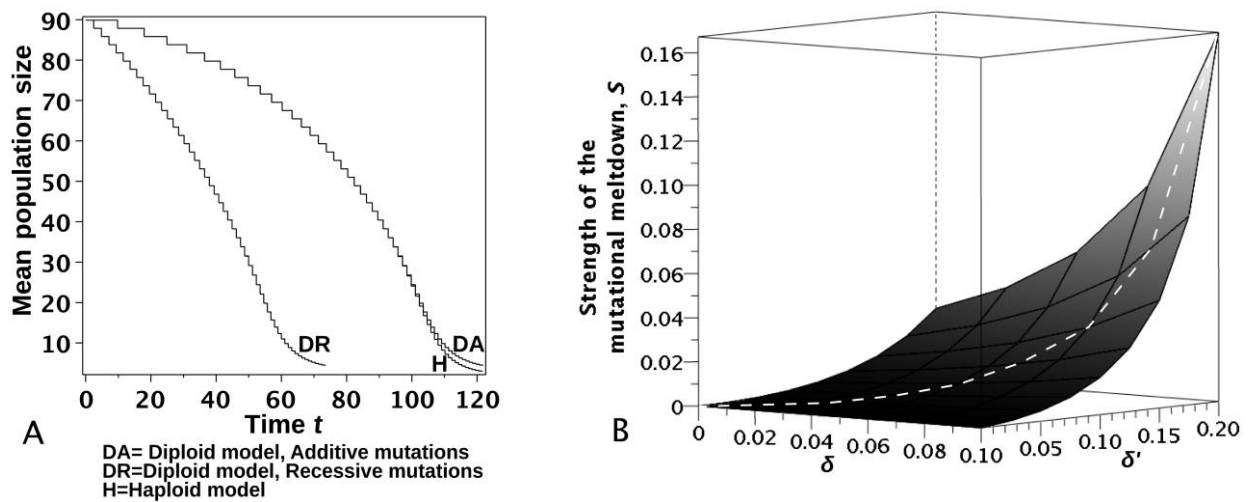 90
80
70
60
50
40
30
20
10
Mean population size
DR
DA
H
0 20 40 60 80 100 120
Time t
A
DA= Diploid model, Additive mutations
DR=Diploid model, Recessive mutations
H=Haploid model
Strength of the
mutational meltdown, S
0.16
0.14
0.12
0.10
0.08
0.06
0.04
0.02
0
0 0.02 0.04 0.06 0.08 0.10
δ
0.05 0.10 0.15 0.20
δ'
B